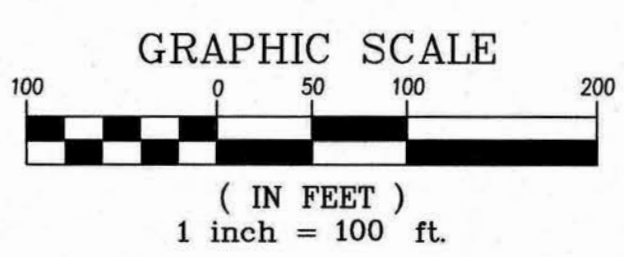 GRAPHIC SCALE
100 0 50 100 200
( IN FEET )
1 inch = 100 ft.